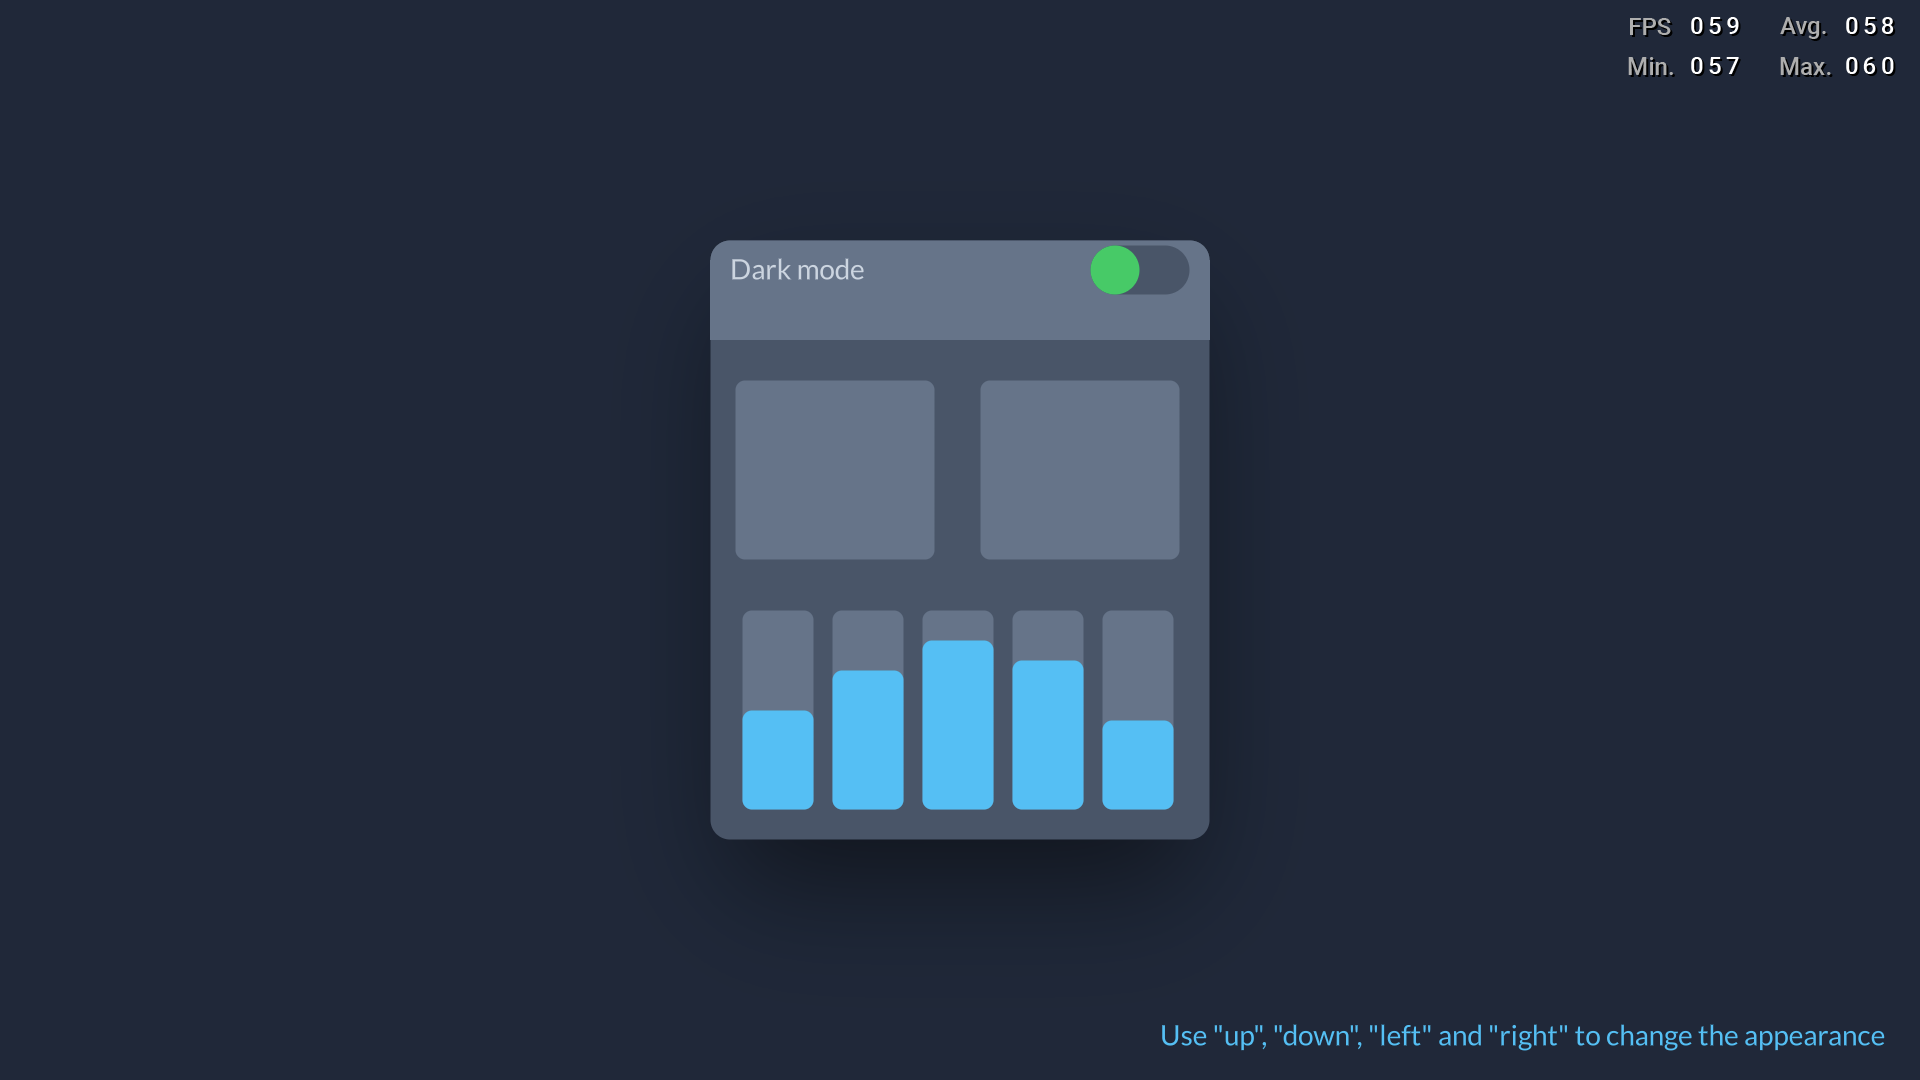 FPS 059 Avg. 058
Min. 057 Max. 060
Dark mode
Use "up", "down", "left" and "right" to change the appearance